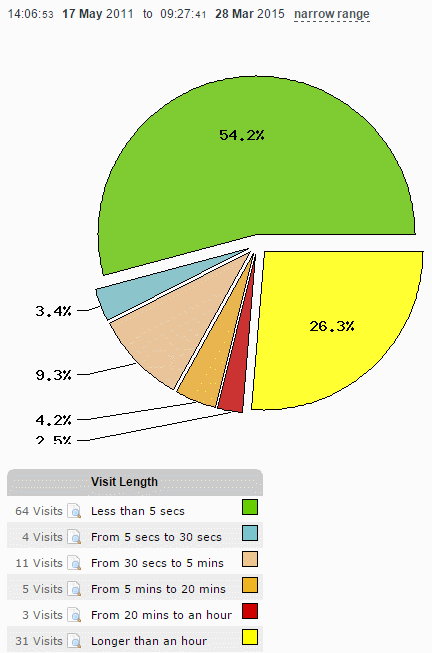 14:06:53 17 May 2011 to 09:27:41 28 Mar 2015 narrow range
54.2%
26.3%
3.4%
9.3%
4.2%
2.5%
Visit Length
64 Visits Less than 5 secs
4 Visits From 5 secs to 30 secs
11 Visits From 30 secs to 5 mins
5 Visits From 5 mins to 20 mins
3 Visits From 20 mins to an hour
31 Visits Longer than an hour